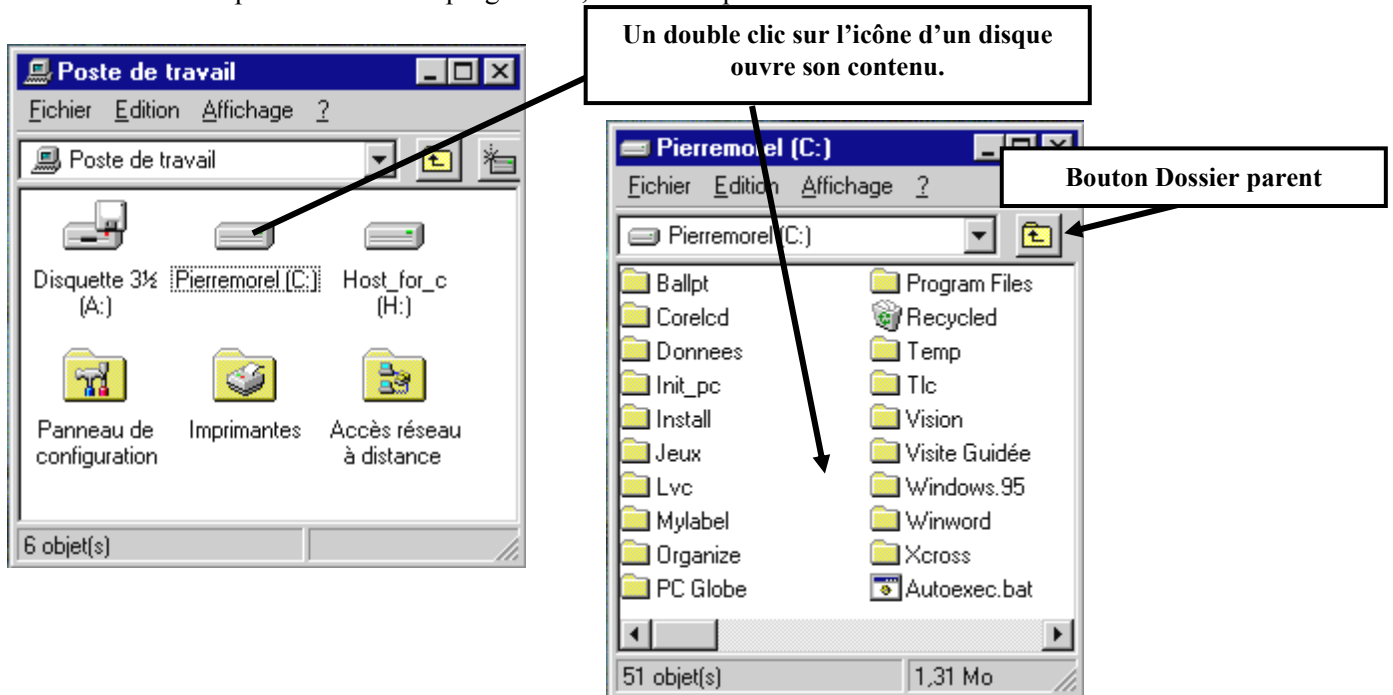 Un double clic sur l’icône d’un disque
ouvre son contenu.
Poste de travail
Fichier Edition Affichage ?
Poste de travail
Disquette 3½ (A:)
Pierremorel (C:)
Host_for_c (H:)
Panneau de configuration
Imprimantes
Accès réseau à distance
6 objet(s)
Pierremorel (C:)
Bouton Dossier parent
Fichier Edition Affichage ?
Pierremorel (C:)
Ballpt
Corelcd
Donnees
Init_pc
Install
Jeux
Lvc
Mylabel
Organize
PC Globe
Program Files
Recycled
Temp
Tlc
Vision
Visite Guidée
Windows.95
Winword
Xcross
Autoexec.bat
51 objet(s)
1,31 Mo